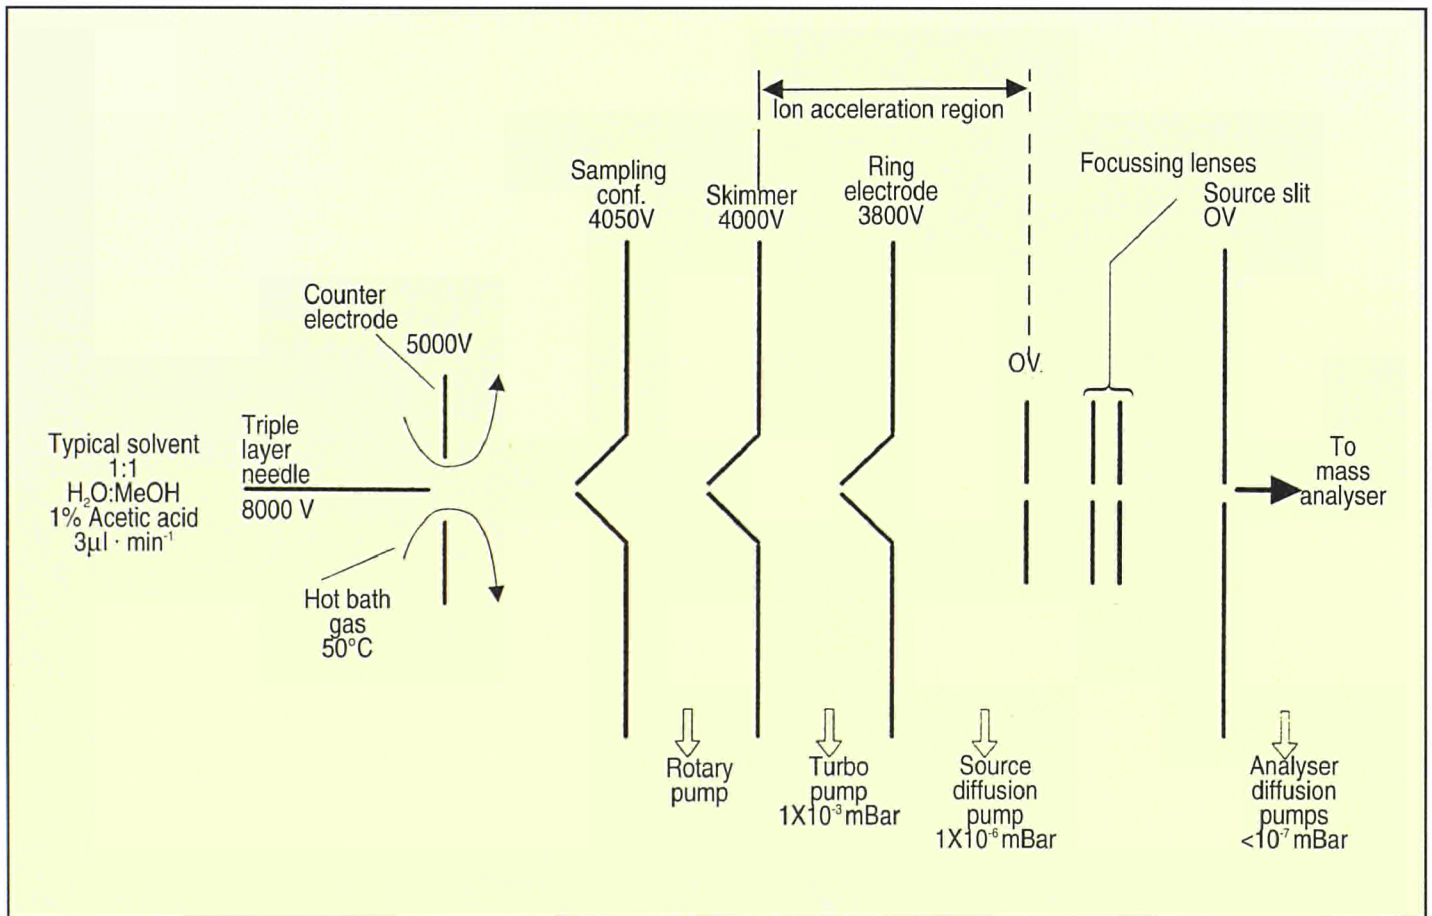 Ion acceleration region
Sampling
conf.
4050V
Skimmer
4000V
Ring
electrode
3800V
Focussing lenses
Source slit
OV
Counter
electrode
5000V
OV.
Typical solvent
1:1
H₂O:MeOH
1% Acetic acid
3µl · min⁻¹
Triple
layer
needle
8000 V
To
mass
analyser
Hot bath
gas
50°C
Rotary
pump
Turbo
pump
1X10⁻³ mBar
Source
diffusion
pump
1X10⁻⁶ mBar
Analyser
diffusion
pumps
<10⁻⁷ mBar